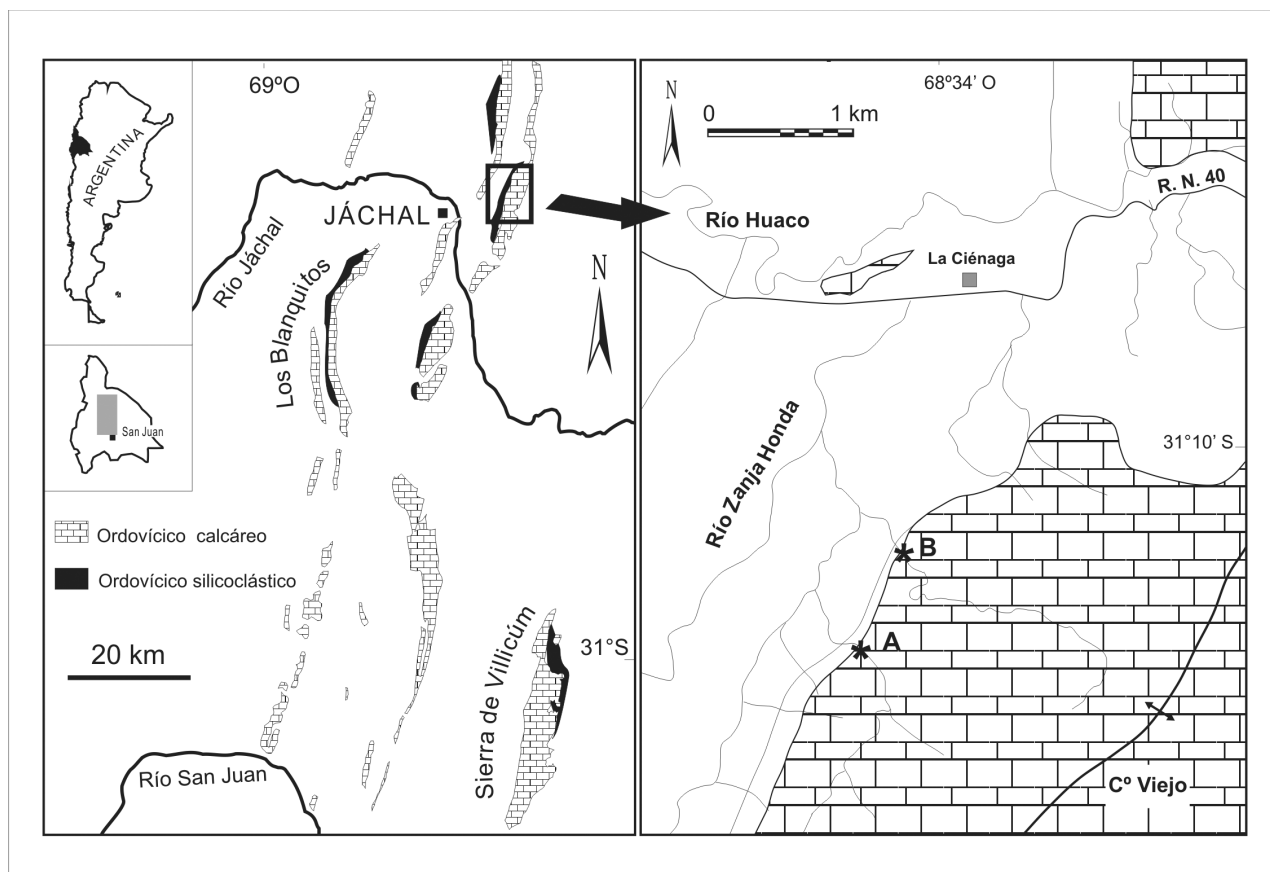 69ºO
ARGENTINA
San Juan
JÁCHAL
Río Jáchal
Los Blanquitos
N
Ordovícico calcáreo
Ordovícico silicoclástico
20 km
31°S
Sierra de Villicúm
Río San Juan
68º34' O
N
0 1 km
R. N. 40
Río Huaco
La Ciénaga
31°10' S
Río Zanja Honda
B
A
Cº Viejo